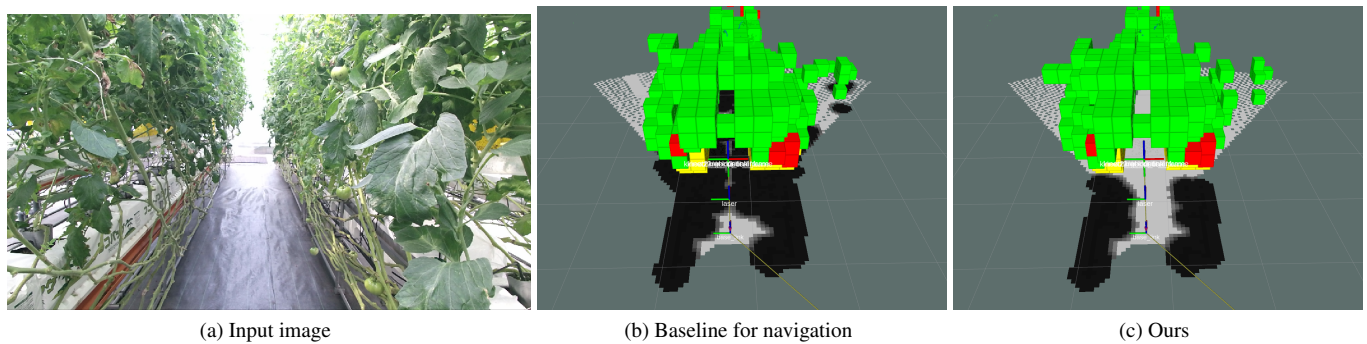 laser
laser
(a) Input image
(b) Baseline for navigation
(c) Ours